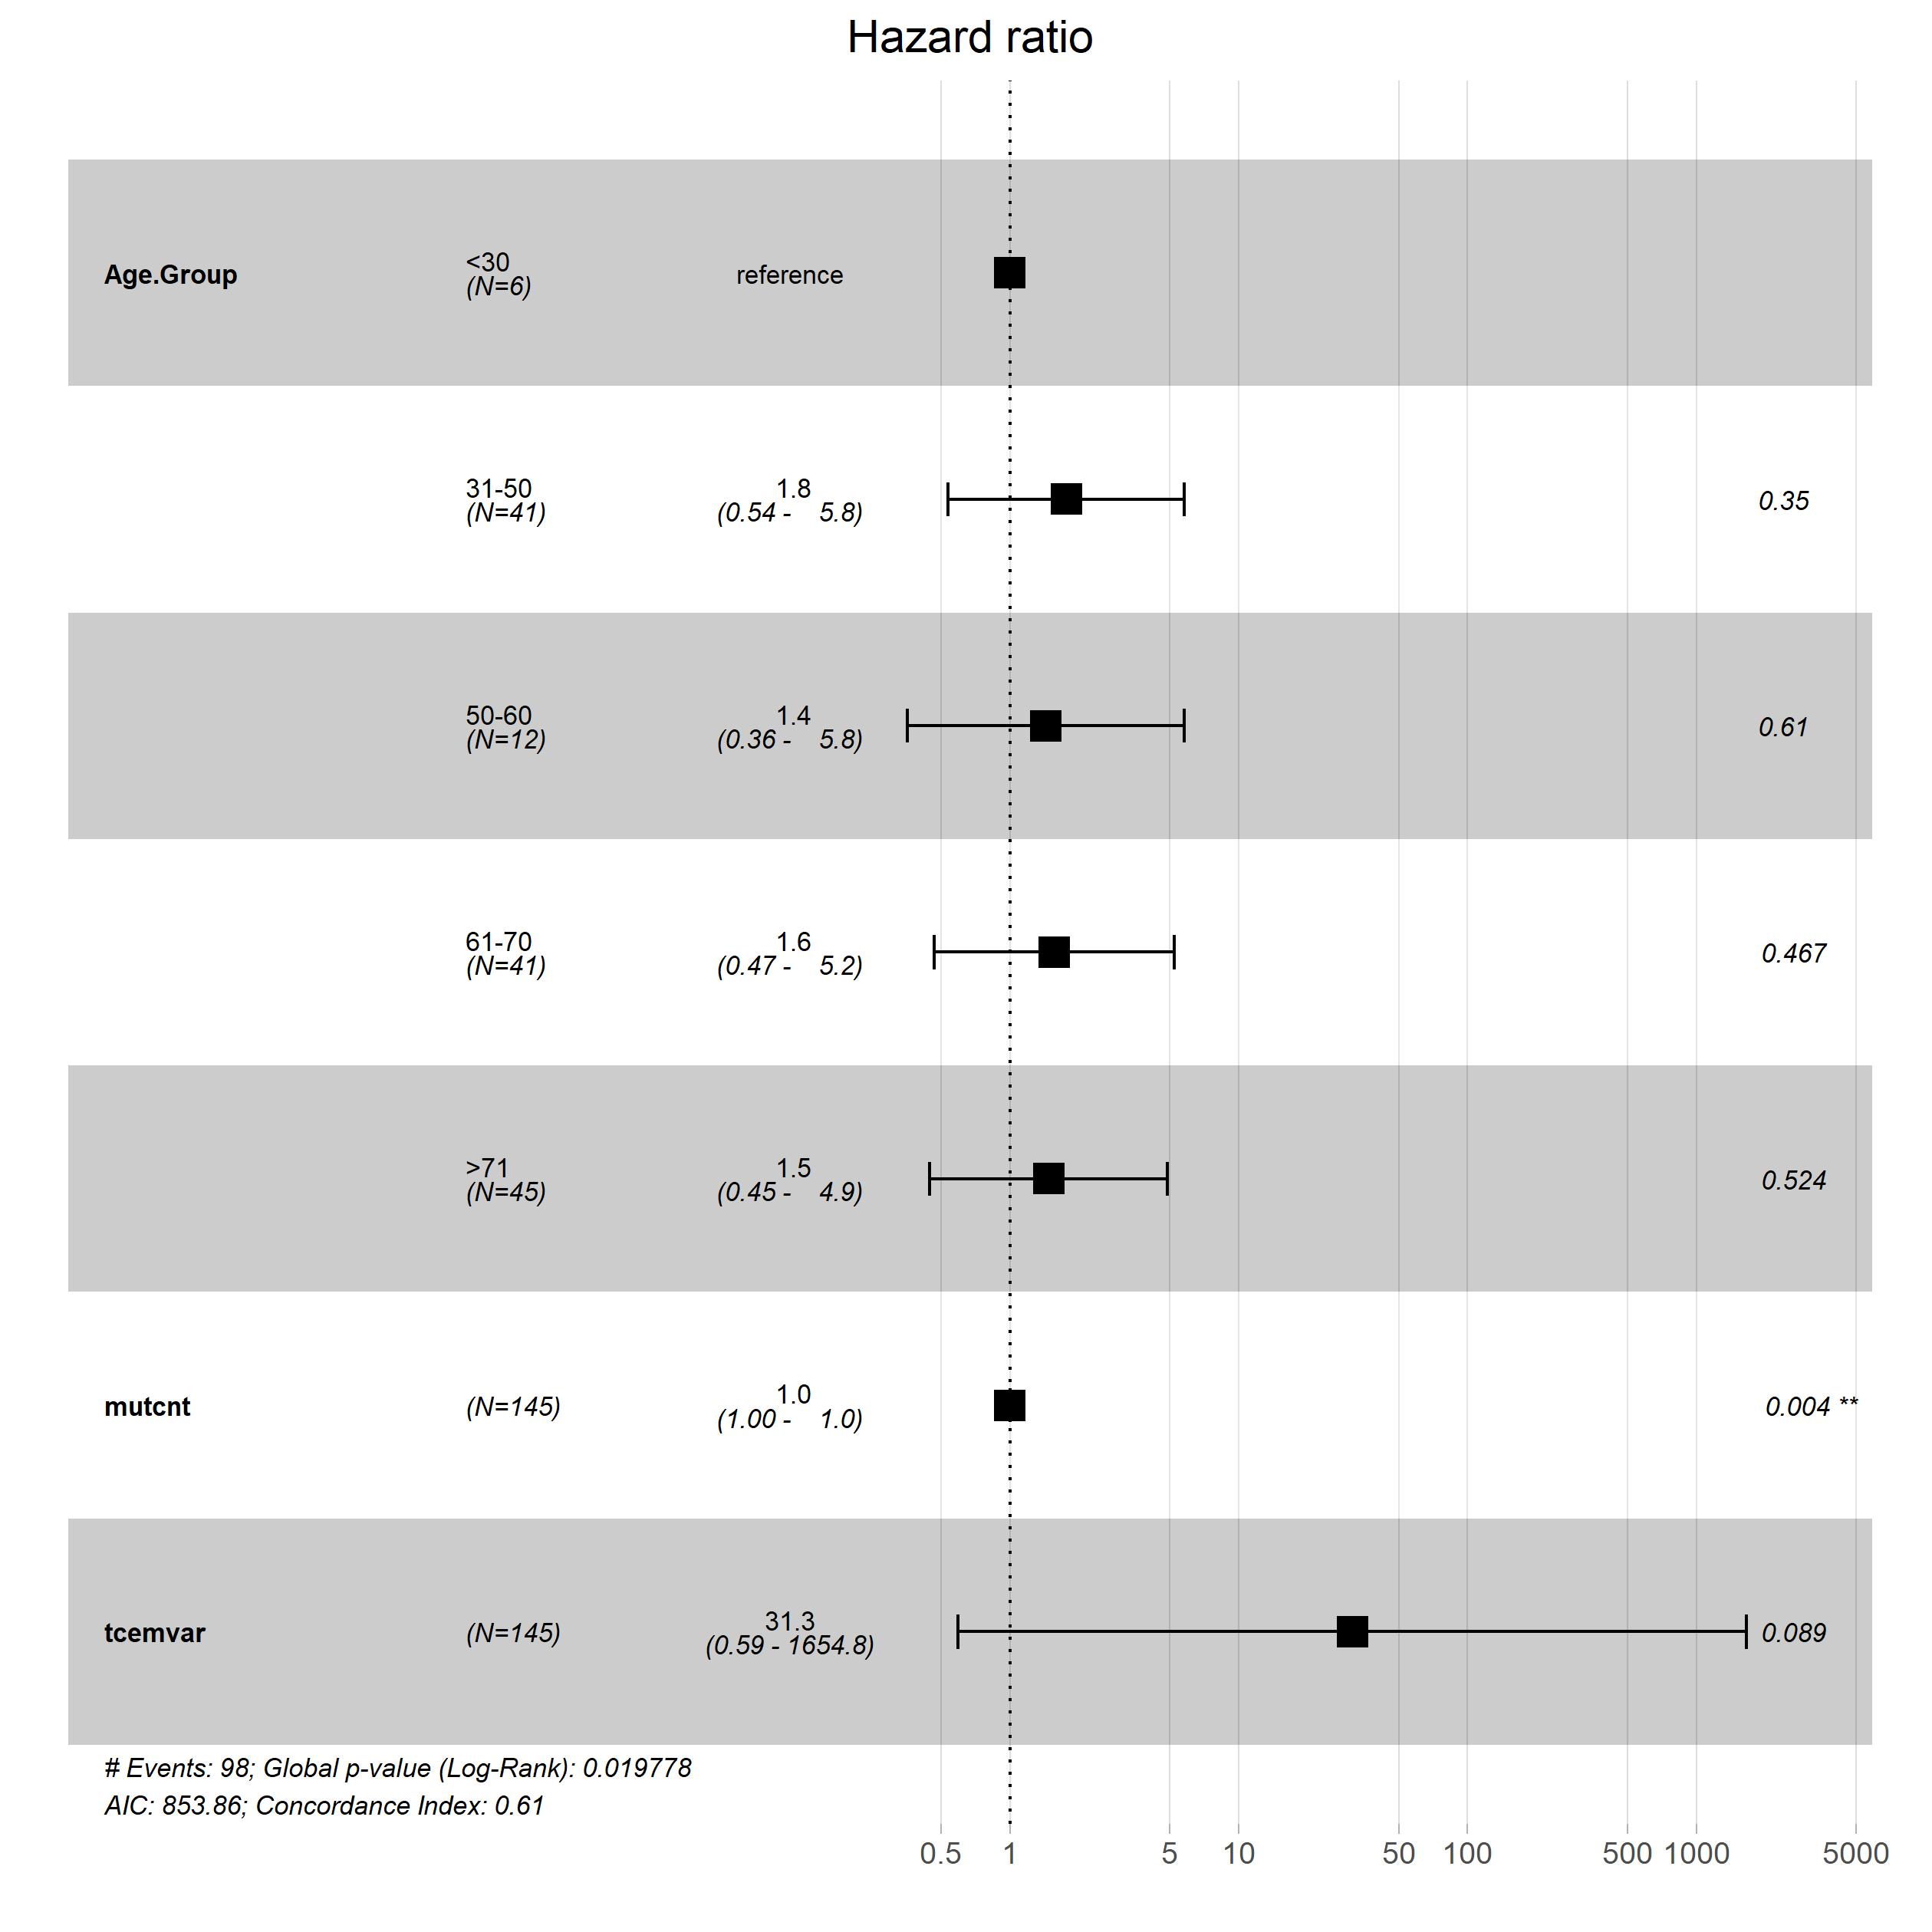 Hazard ratio
Age.Group <30 reference
(N=6)
31-50 1.8 0.35
(N=41) (0.54 - 5.8)
50-60 1.4 0.61
(N=12) (0.36 - 5.8)
61-70 1.6 0.467
(N=41) (0.47 - 5.2)
>71 1.5 0.524
(N=45) (0.45 - 4.9)
mutcnt (N=145) 1.0 0.004 **
(1.00 - 1.0)
tcemvar (N=145) 31.3 0.089
(0.59 - 1654.8)
# Events: 98; Global p-value (Log-Rank): 0.019778
AIC: 853.86; Concordance Index: 0.61
0.5 1 5 10 50 100 500 1000 5000